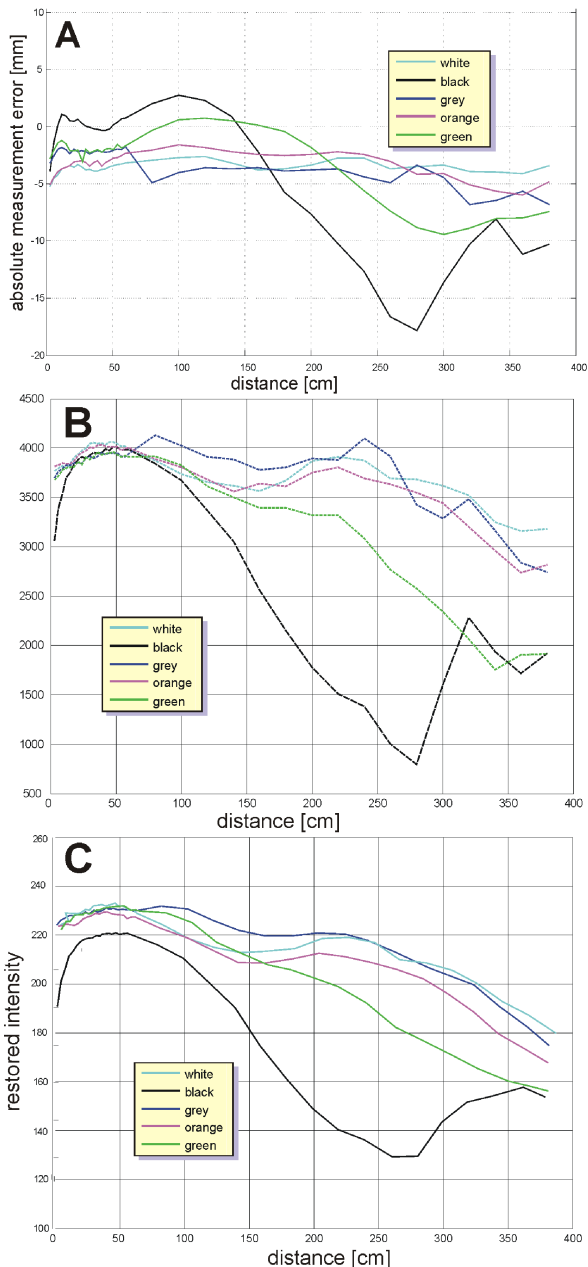 A
10
5
0
-5
-10
-15
-20
absolute measurement error [mm]
white
black
grey
orange
green
0 50 100 150 200 250 300 350 400
distance [cm]
B
4500
4000
3500
3000
2500
2000
1500
1000
500
white
black
grey
orange
green
0 50 100 150 200 250 300 350 400
distance [cm]
C
260
240
220
200
180
160
140
120
100
restored intensity
white
black
grey
orange
green
0 50 100 150 200 250 300 350 400
distance [cm]